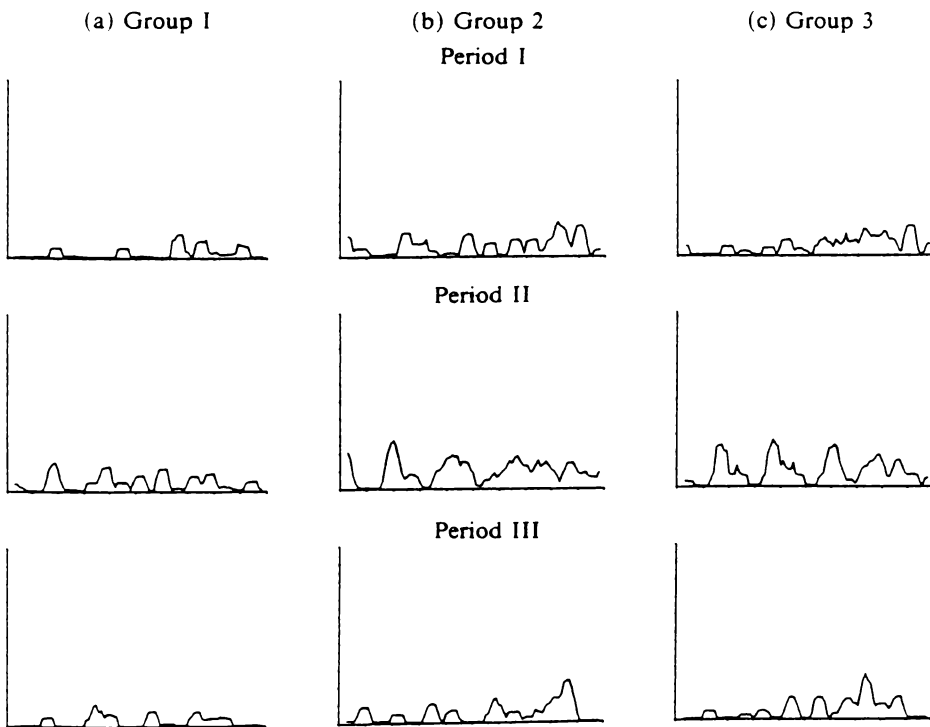 (a) Group I
(b) Group 2
(c) Group 3
Period I
Period II
Period III